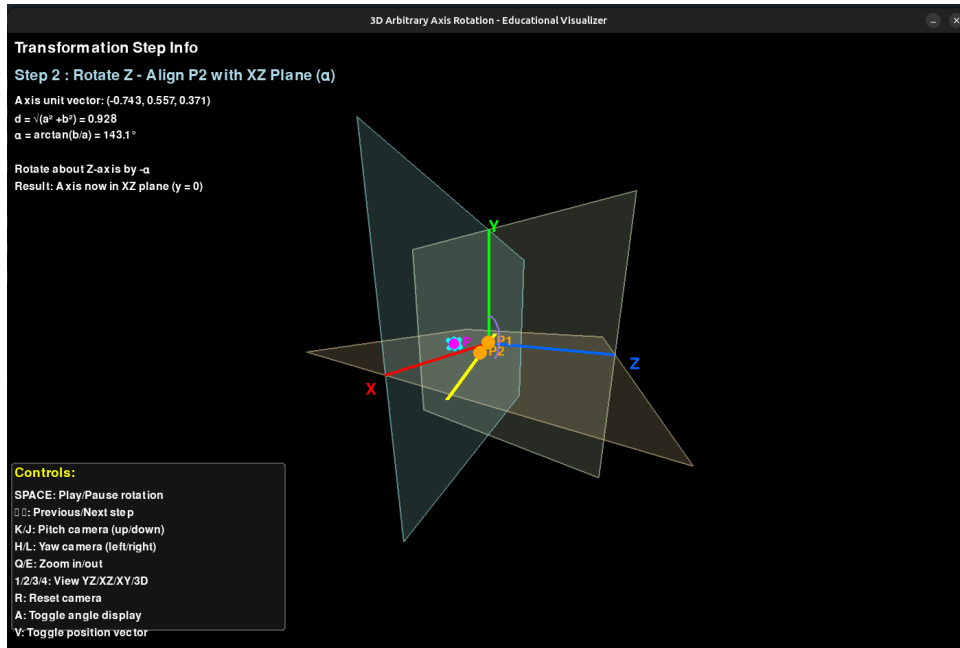 3D Arbitrary Axis Rotation - Educational Visualizer
Transformation Step Info
Step 2 : Rotate Z - Align P2 with XZ Plane (α)
Axis unit vector: (-0.743, 0.557, 0.371)
d = √(a² +b²) = 0.928
α = arctan(b/a) = 143.1°
Rotate about Z-axis by -α
Result: Axis now in XZ plane (y = 0)
Y
P
P1
P2
Z
X
Controls:
SPACE: Play/Pause rotation
▯ ▯: Previous/Next step
K/J: Pitch camera (up/down)
H/L: Yaw camera (left/right)
Q/E: Zoom in/out
1/2/3/4: View YZ/XZ/XY/3D
R: Reset camera
A: Toggle angle display
V: Toggle position vector